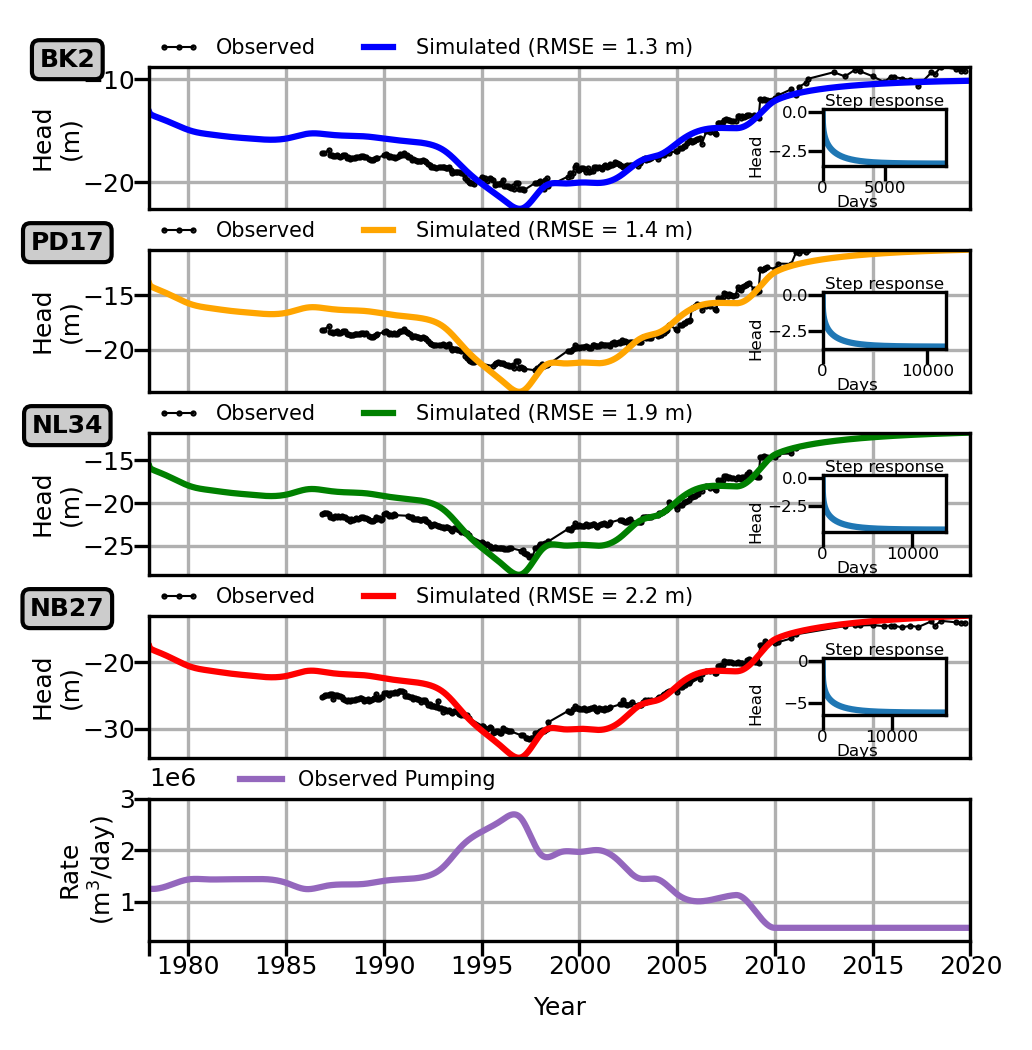 BK2
Observed
Simulated (RMSE = 1.3 m)
−10
−20
Head
(m)
Step response
0.0
−2.5
Head
0
5000
Days
PD17
Observed
Simulated (RMSE = 1.4 m)
−15
−20
Head
(m)
Step response
0.0
−2.5
Head
0
10000
Days
NL34
Observed
Simulated (RMSE = 1.9 m)
−15
−20
−25
Head
(m)
Step response
0.0
−2.5
Head
0
10000
Days
NB27
Observed
Simulated (RMSE = 2.2 m)
−20
−30
Head
(m)
Step response
0
−5
Head
0
10000
Days
1e6
Observed Pumping
3
2
1
Rate
(m³/day)
1980 1985 1990 1995 2000 2005 2010 2015 2020
Year